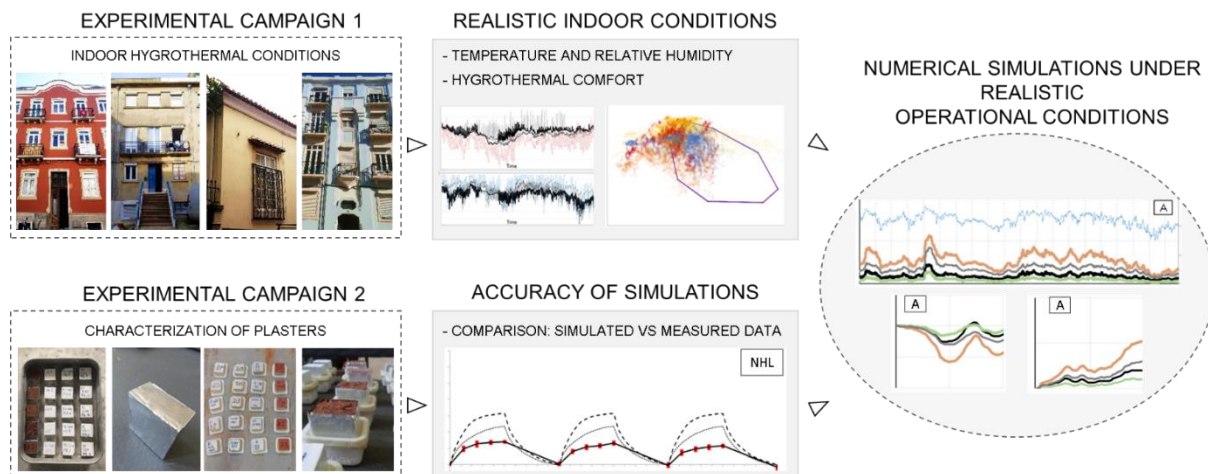 EXPERIMENTAL CAMPAIGN 1
INDOOR HYGROTHERMAL CONDITIONS
REALISTIC INDOOR CONDITIONS
- TEMPERATURE AND RELATIVE HUMIDITY
- HYGROTHERMAL COMFORT
Time
Time
EXPERIMENTAL CAMPAIGN 2
CHARACTERIZATION OF PLASTERS
ACCURACY OF SIMULATIONS
- COMPARISON: SIMULATED VS MEASURED DATA
NHL
NUMERICAL SIMULATIONS UNDER
REALISTIC
OPERATIONAL CONDITIONS
A
A
A